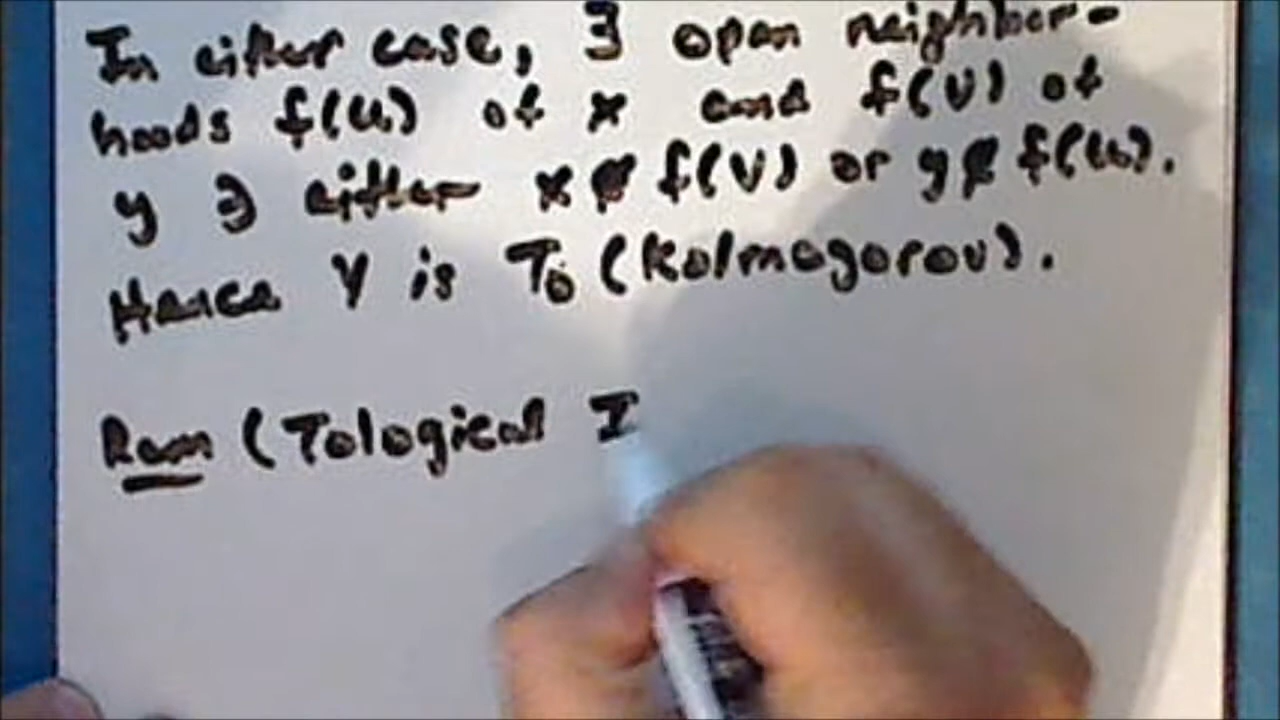 In either case, ∃ open neighbor-
hoods f(U) of x and f(V) of
y ∋ either x ∉ f(V) or y ∉ f(U).
Hence Y is T₀ (Kolmogorov).
Rem (Tological I